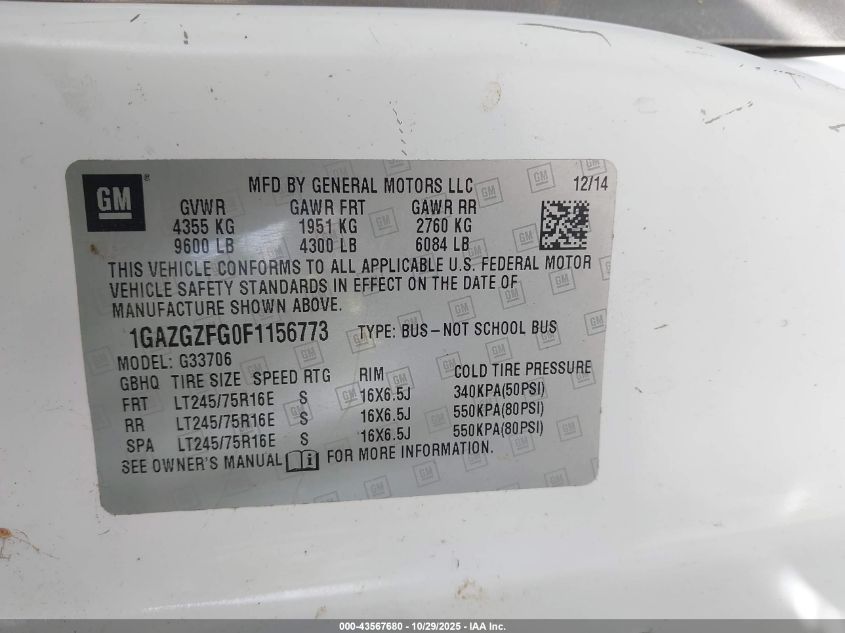 GM ®
MFD BY GENERAL MOTORS LLC 12/14
GVWR GAWR FRT GAWR RR
4355 KG 1951 KG 2760 KG
9600 LB 4300 LB 6084 LB
THIS VEHICLE CONFORMS TO ALL APPLICABLE U.S. FEDERAL MOTOR
VEHICLE SAFETY STANDARDS IN EFFECT ON THE DATE OF
MANUFACTURE SHOWN ABOVE.
1GAZGZFG0F1156773 TYPE: BUS–NOT SCHOOL BUS
MODEL: G33706
GBHQ TIRE SIZE SPEED RTG RIM COLD TIRE PRESSURE
FRT LT245/75R16E S 16X6.5J 340KPA(50PSI)
RR LT245/75R16E S 16X6.5J 550KPA(80PSI)
SPA LT245/75R16E S 16X6.5J 550KPA(80PSI)
SEE OWNER'S MANUAL i FOR MORE INFORMATION.
000-43567680 - 10/29/2025 - IAA Inc.